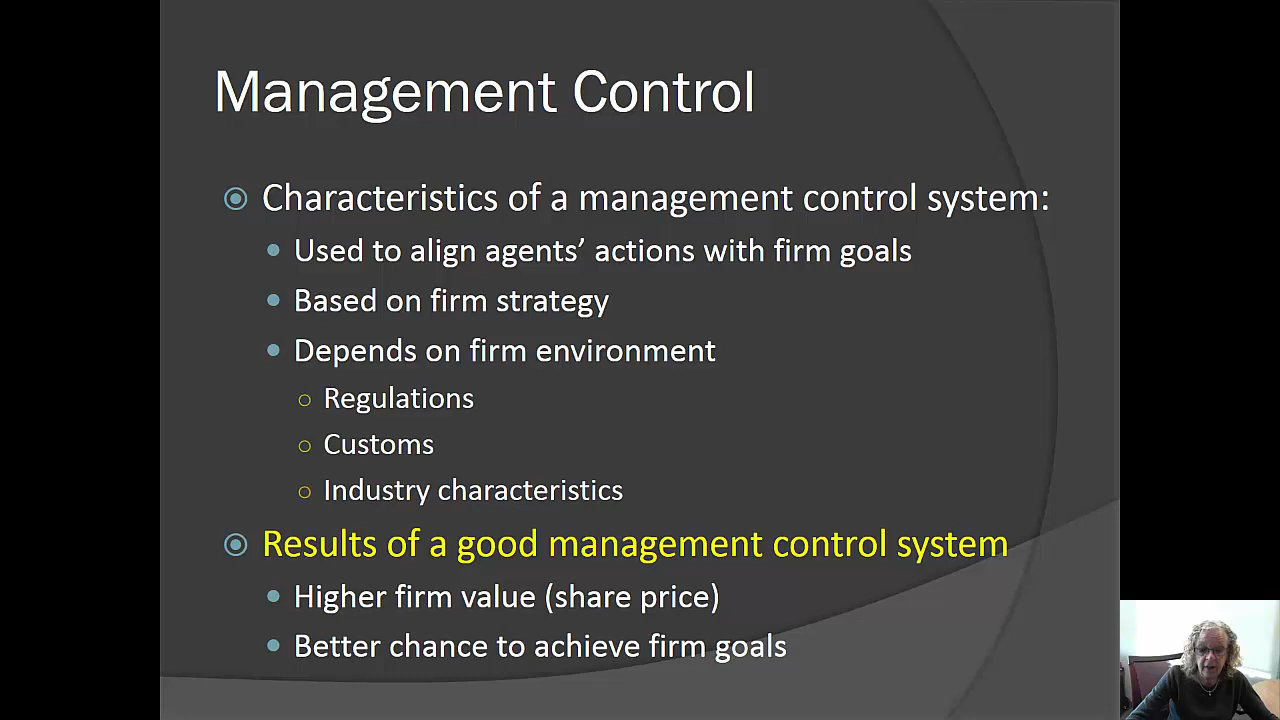 Management Control
Characteristics of a management control system:
Used to align agents’ actions with firm goals
Based on firm strategy
Depends on firm environment
Regulations
Customs
Industry characteristics
Results of a good management control system
Higher firm value (share price)
Better chance to achieve firm goals